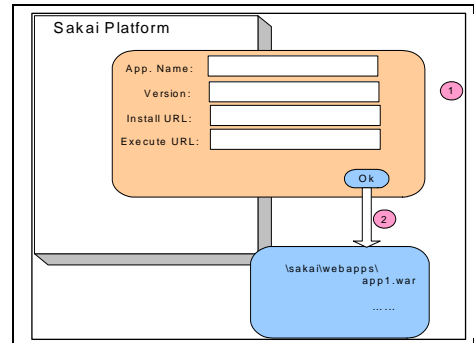 Sakai Platform
App. Name:
1
Version:
Install URL:
Execute URL:
Ok
2
\sakai\webapps\
app1.war
......